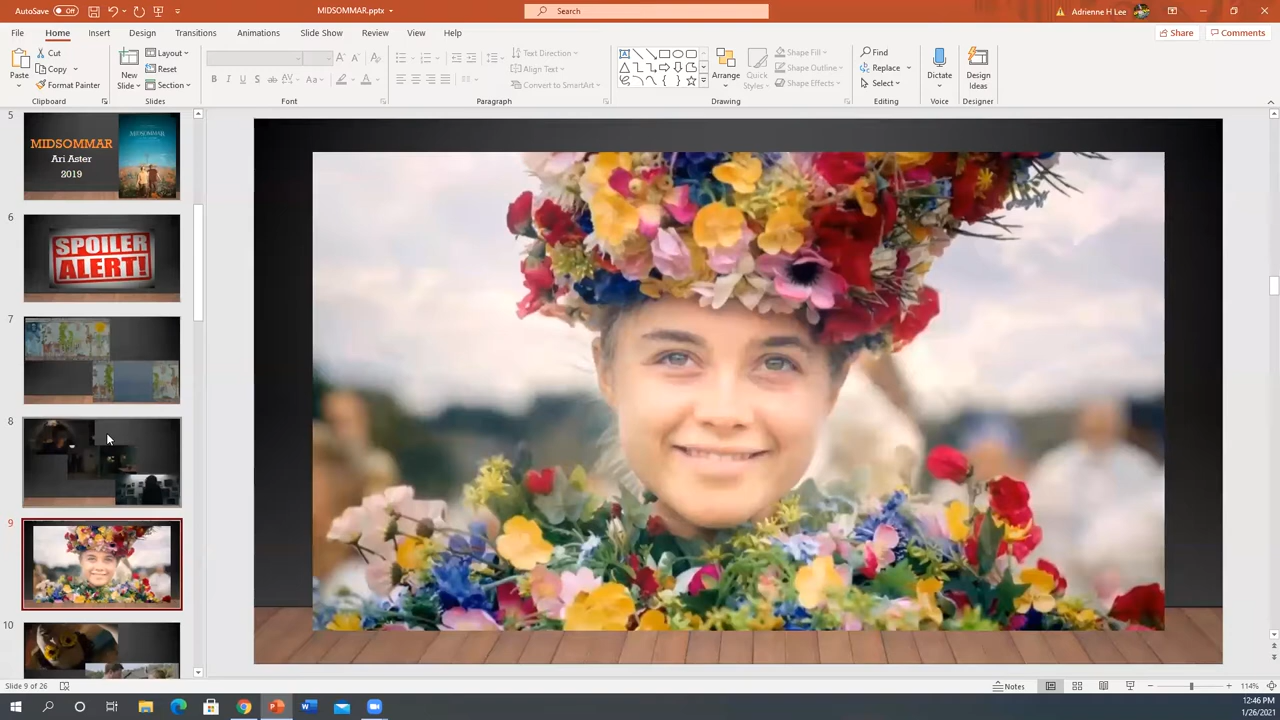 AutoSave Off
MIDSOMMAR.pptx
Search
Adrienne H Lee
File Home Insert Design Transitions Animations Slide Show Review View Help
Share Comments
Paste
Cut
Copy
Format Painter
Clipboard
New
Slide
Layout
Reset
Section
Slides
B I U S ab AV Aa A
Font
Text Direction
Align Text
Convert to SmartArt
Paragraph
Arrange
Quick
Styles
Shape Fill
Shape Outline
Shape Effects
Drawing
Find
Replace
Select
Editing
Dictate
Voice
Design
Ideas
Designer
5
MIDSOMMAR
Ari Aster
2019
MIDSOMMAR
6
SPOILER
ALERT!
7
8
9
10
Slide 9 of 26
Notes
114%
12:46 PM
1/26/2021